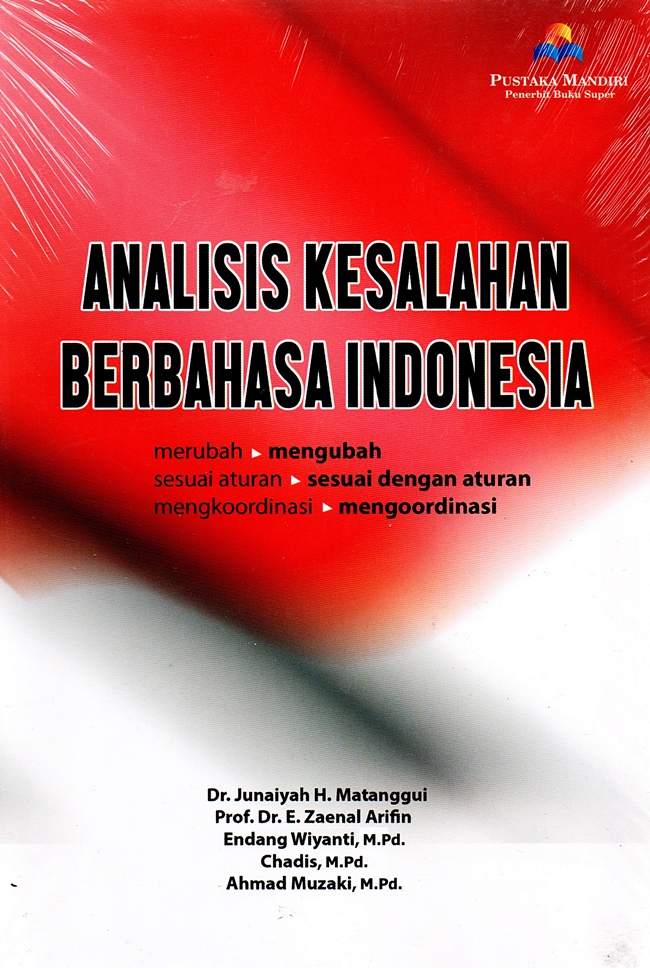 PUSTAKA MANDIRI
Penerbit Buku Super
ANALISIS KESALAHAN
BERBAHASA INDONESIA
merubah ▸ mengubah
sesuai aturan ▸ sesuai dengan aturan
mengkoordinasi ▸ mengoordinasi
Dr. Junaiyah H. Matanggui
Prof. Dr. E. Zaenal Arifin
Endang Wiyanti, M.Pd.
Chadis, M.Pd.
Ahmad Muzaki, M.Pd.